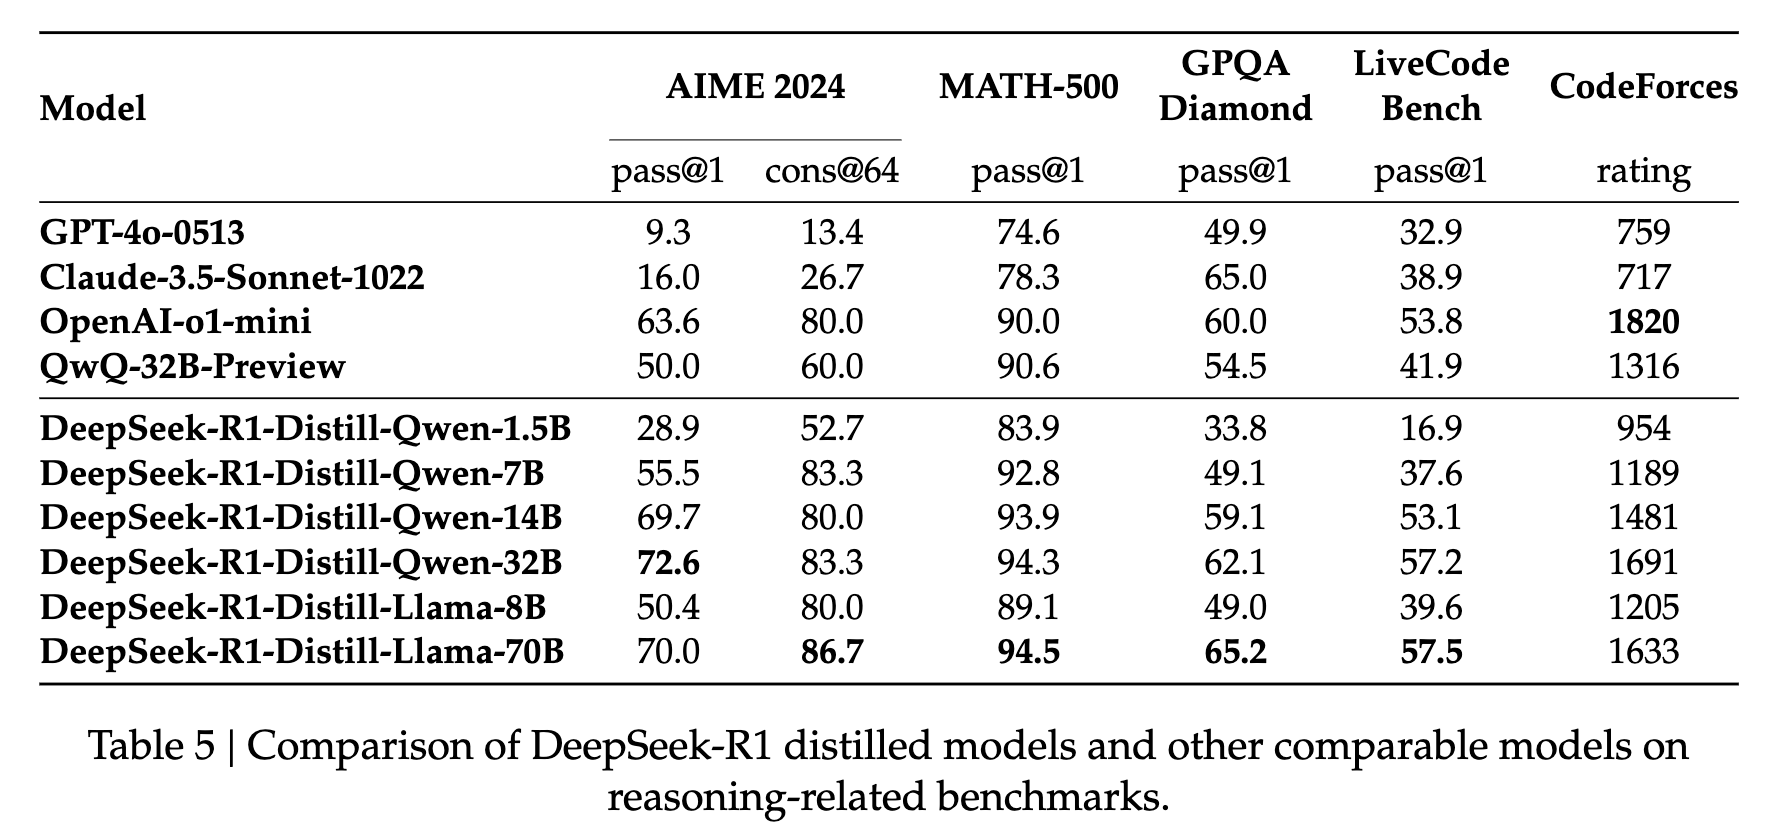 Model AIME 2024 MATH-500 GPQA Diamond LiveCode Bench CodeForces
pass@1 cons@64 pass@1 pass@1 pass@1 rating
GPT-4o-0513 9.3 13.4 74.6 49.9 32.9 759
Claude-3.5-Sonnet-1022 16.0 26.7 78.3 65.0 38.9 717
OpenAI-o1-mini 63.6 80.0 90.0 60.0 53.8 1820
QwQ-32B-Preview 50.0 60.0 90.6 54.5 41.9 1316
DeepSeek-R1-Distill-Qwen-1.5B 28.9 52.7 83.9 33.8 16.9 954
DeepSeek-R1-Distill-Qwen-7B 55.5 83.3 92.8 49.1 37.6 1189
DeepSeek-R1-Distill-Qwen-14B 69.7 80.0 93.9 59.1 53.1 1481
DeepSeek-R1-Distill-Qwen-32B 72.6 83.3 94.3 62.1 57.2 1691
DeepSeek-R1-Distill-Llama-8B 50.4 80.0 89.1 49.0 39.6 1205
DeepSeek-R1-Distill-Llama-70B 70.0 86.7 94.5 65.2 57.5 1633
Table 5 | Comparison of DeepSeek-R1 distilled models and other comparable models on
reasoning-related benchmarks.